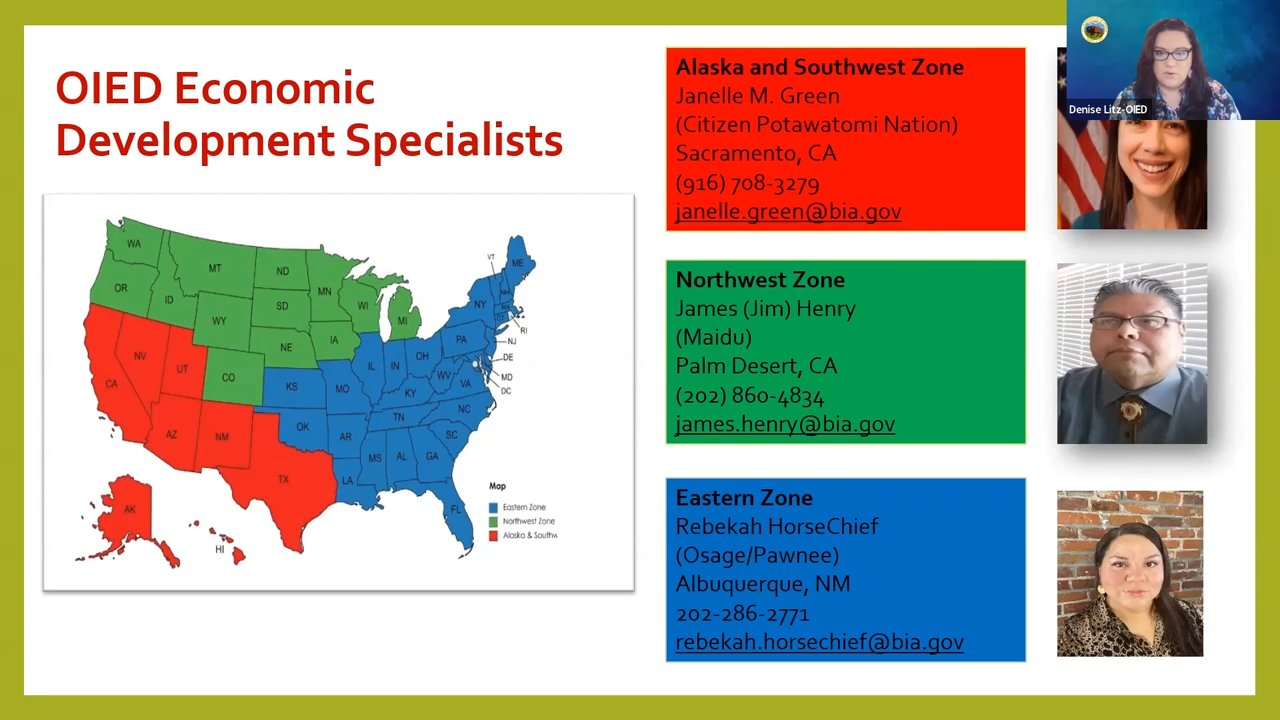 OIED Economic
Development Specialists
Alaska and Southwest Zone
Janelle M. Green
(Citizen Potawatomi Nation)
Sacramento, CA
(916) 708-3279
janelle.green@bia.gov
Northwest Zone
James (Jim) Henry
(Maidu)
Palm Desert, CA
(202) 860-4834
james.henry@bia.gov
Eastern Zone
Rebekah HorseChief
(Osage/Pawnee)
Albuquerque, NM
202-286-2771
rebekah.horsechief@bia.gov
Denise Litz-OIED
WA
MT
ND
MN
OR
ID
SD
WI
MI
WY
NE
IA
CO
NV
UT
CA
AZ
NM
TX
AK
HI
KS
MO
IL
IN
OH
PA
NY
VT
ME
RI
NJ
DE
MD
DC
WV
VA
KY
NC
TN
OK
AR
SC
MS
AL
GA
LA
FL
Map
Eastern Zone
Northwest Zone
Alaska & Southw